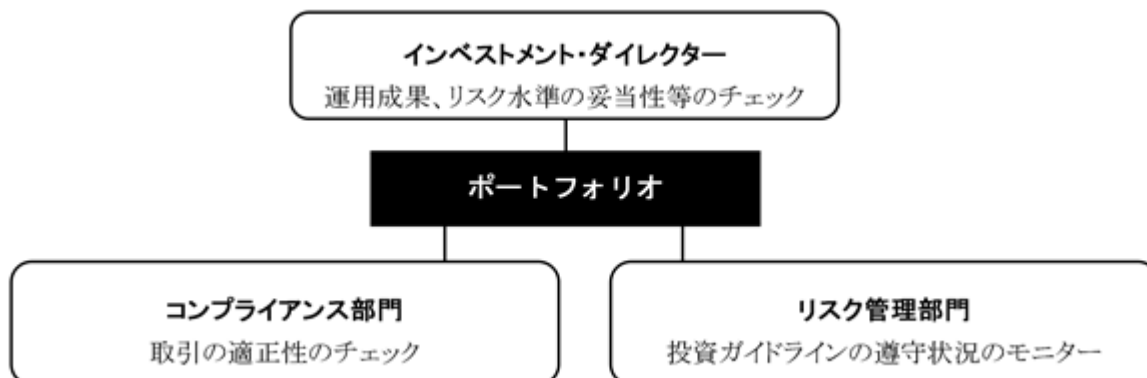 インベストメント・ダイレクター
運用成果、リスク水準の妥当性等のチェック
ポートフォリオ
コンプライアンス部門
取引の適正性のチェック
リスク管理部門
投資ガイドラインの遵守状況のモニター